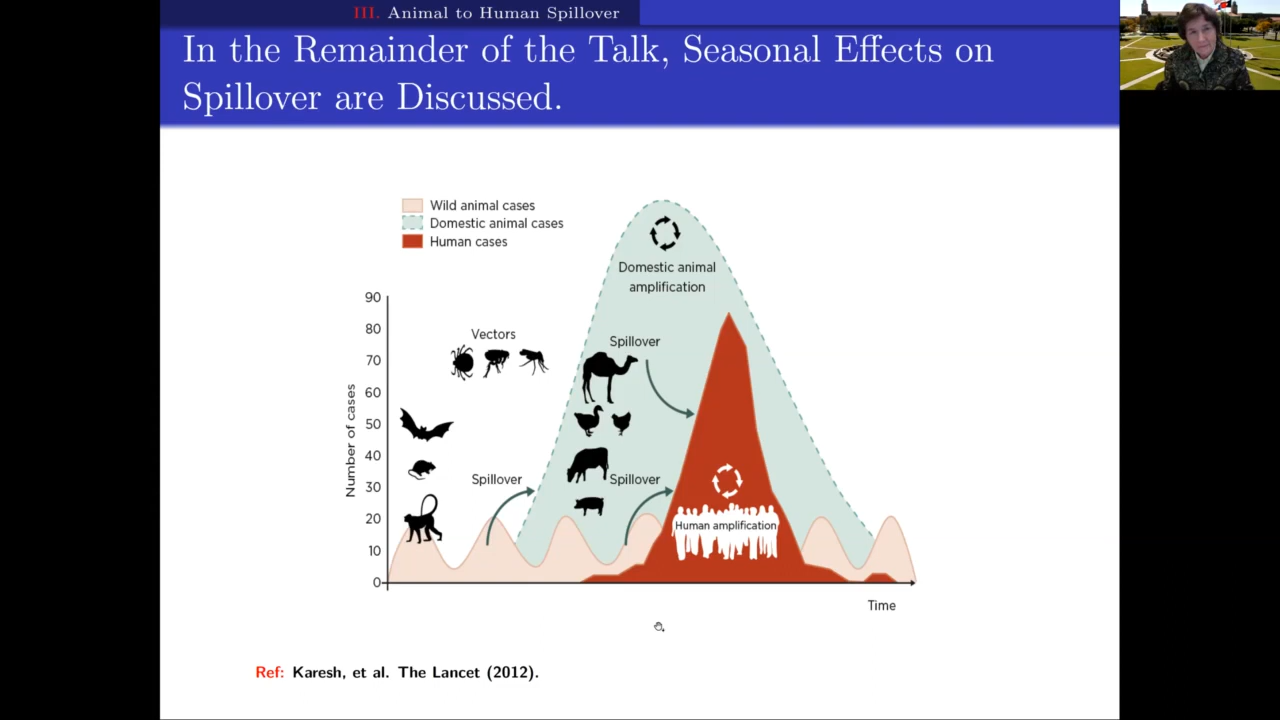 III. Animal to Human Spillover
In the Remainder of the Talk, Seasonal Effects on
Spillover are Discussed.
Wild animal cases
Domestic animal cases
Human cases
Domestic animal
amplification
90
80
70
60
50
40
30
20
10
0
Number of cases
Vectors
Spillover
Spillover
Spillover
Human amplification
Time
Ref: Karesh, et al. The Lancet (2012).